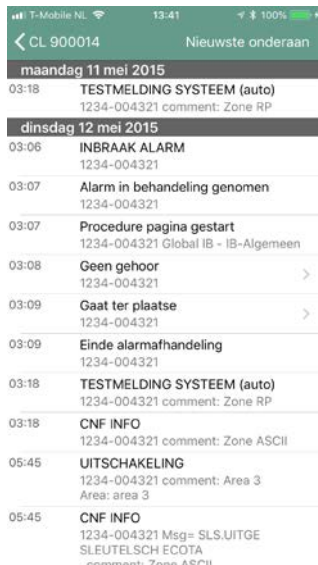 T-Mobile NL 13:41 100%
CL 900014 Nieuwste onderaan
maandag 11 mei 2015
03:18 TESTMELDING SYSTEEM (auto)
1234-004321 comment: Zone RP
dinsdag 12 mei 2015
03:06 INBRAAK ALARM
1234-004321
03:07 Alarm in behandeling genomen
1234-004321
03:07 Procedure pagina gestart
1234-004321 Global IB - IB-Algemeen
03:08 Geen gehoor
1234-004321
03:09 Gaat ter plaatse
1234-004321
03:09 Einde alarmafhandeling
1234-004321
03:18 TESTMELDING SYSTEEM (auto)
1234-004321 comment: Zone RP
03:18 CNF INFO
1234-004321 comment: Zone ASCII
05:45 UITSCHAKELING
1234-004321 comment: Area 3
Area: area 3
05:45 CNF INFO
1234-004321 Msg= SLS.UITGE
SLEUTELSCH ECOTA
comment: Zone ASCII